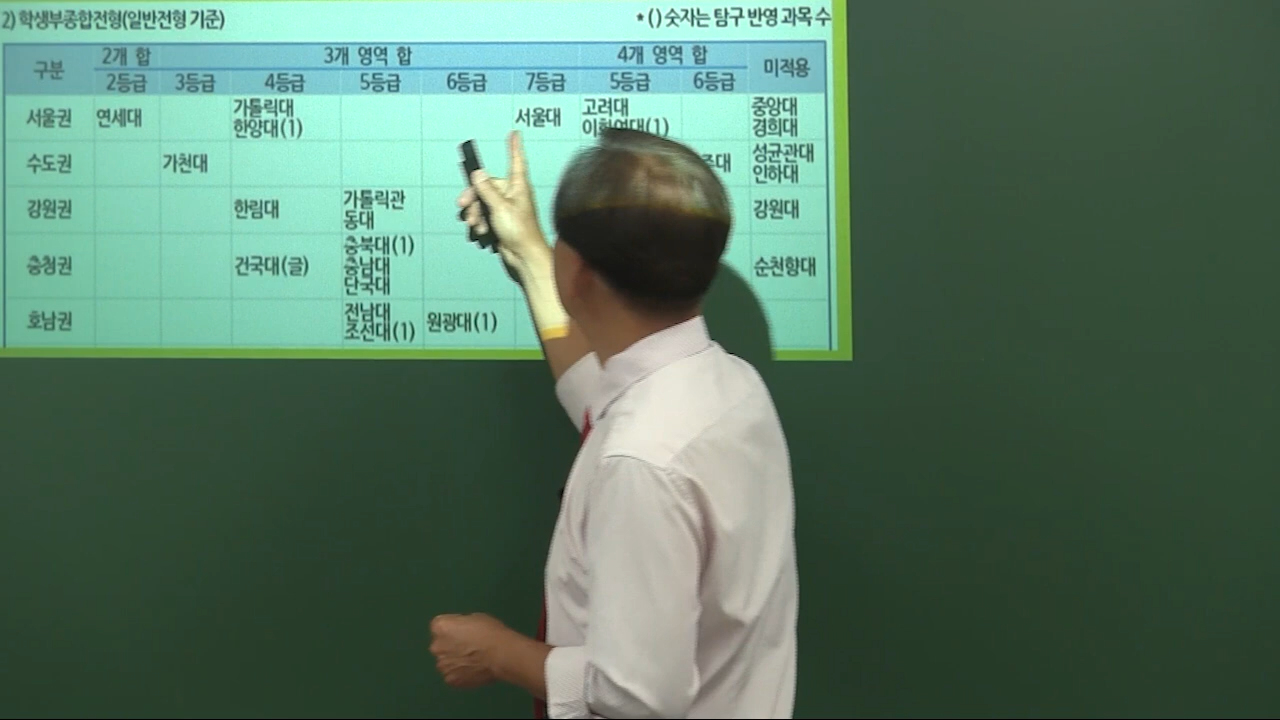 2) 학생부종합전형(일반전형 기준) * ( ) 숫자는 탐구 반영 과목 수
구분 2개 합 3개 영역 합 4개 영역 합 미적용
2등급 3등급 4등급 5등급 6등급 7등급 5등급 6등급
서울권 연세대 가톨릭대 서울대 고려대 중앙대
한양대(1) 이화여대(1) 경희대
수도권 가천대 성균관대
인하대
강원권 한림대 가톨릭관 강원대
동대
충청권 건국대(글) 충북대(1) 순천향대
충남대
단국대
호남권 전남대 원광대(1)
조선대(1)